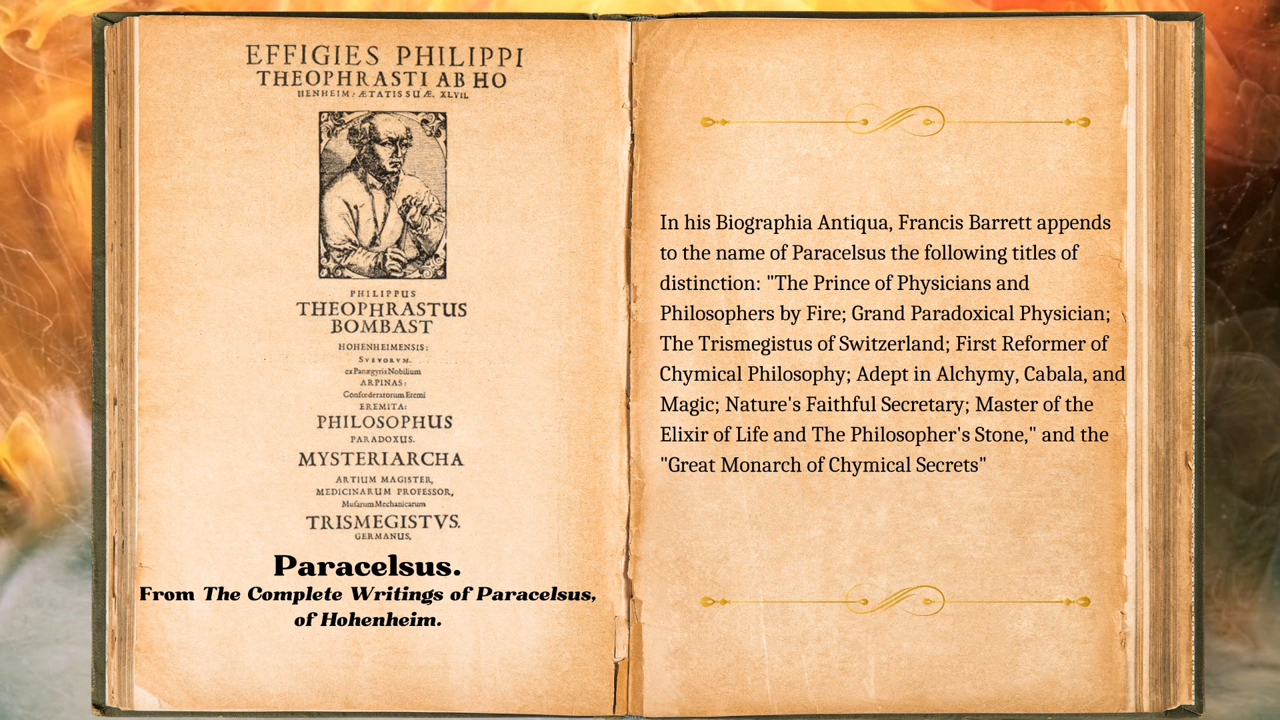 EFFIGIES PHILIPPI
THEOPHRASTI AB HO
HENHEIM: ÆTATIS SUÆ. XLVII.
PHILIPPUS
THEOPHRASTUS
BOMBAST
HOHENHEIMENSIS:
SVEVORVM.
ex Panægyris Nobilium
ARPINAS:
Confœderatorum Eremi
EREMITA:
PHILOSOPHUS
PARADOXUS.
MYSTERIARCHA
ARTIUM MAGISTER,
MEDICINARUM PROFESSOR,
Musarum Mechanicarum
TRISMEGISTVS.
GERMANUS.
Paracelsus.
From The Complete Writings of Paracelsus,
of Hohenheim.
In his Biographia Antiqua, Francis Barrett appends
to the name of Paracelsus the following titles of
distinction: "The Prince of Physicians and
Philosophers by Fire; Grand Paradoxical Physician;
The Trismegistus of Switzerland; First Reformer of
Chymical Philosophy; Adept in Alchymy, Cabala, and
Magic; Nature's Faithful Secretary; Master of the
Elixir of Life and The Philosopher's Stone," and the
"Great Monarch of Chymical Secrets"